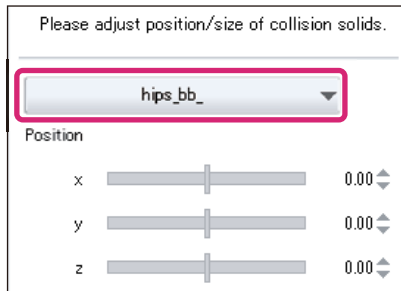 Please adjust position/size of collision solids.
hips_bb_
Position
x 0.00
y 0.00
z 0.00